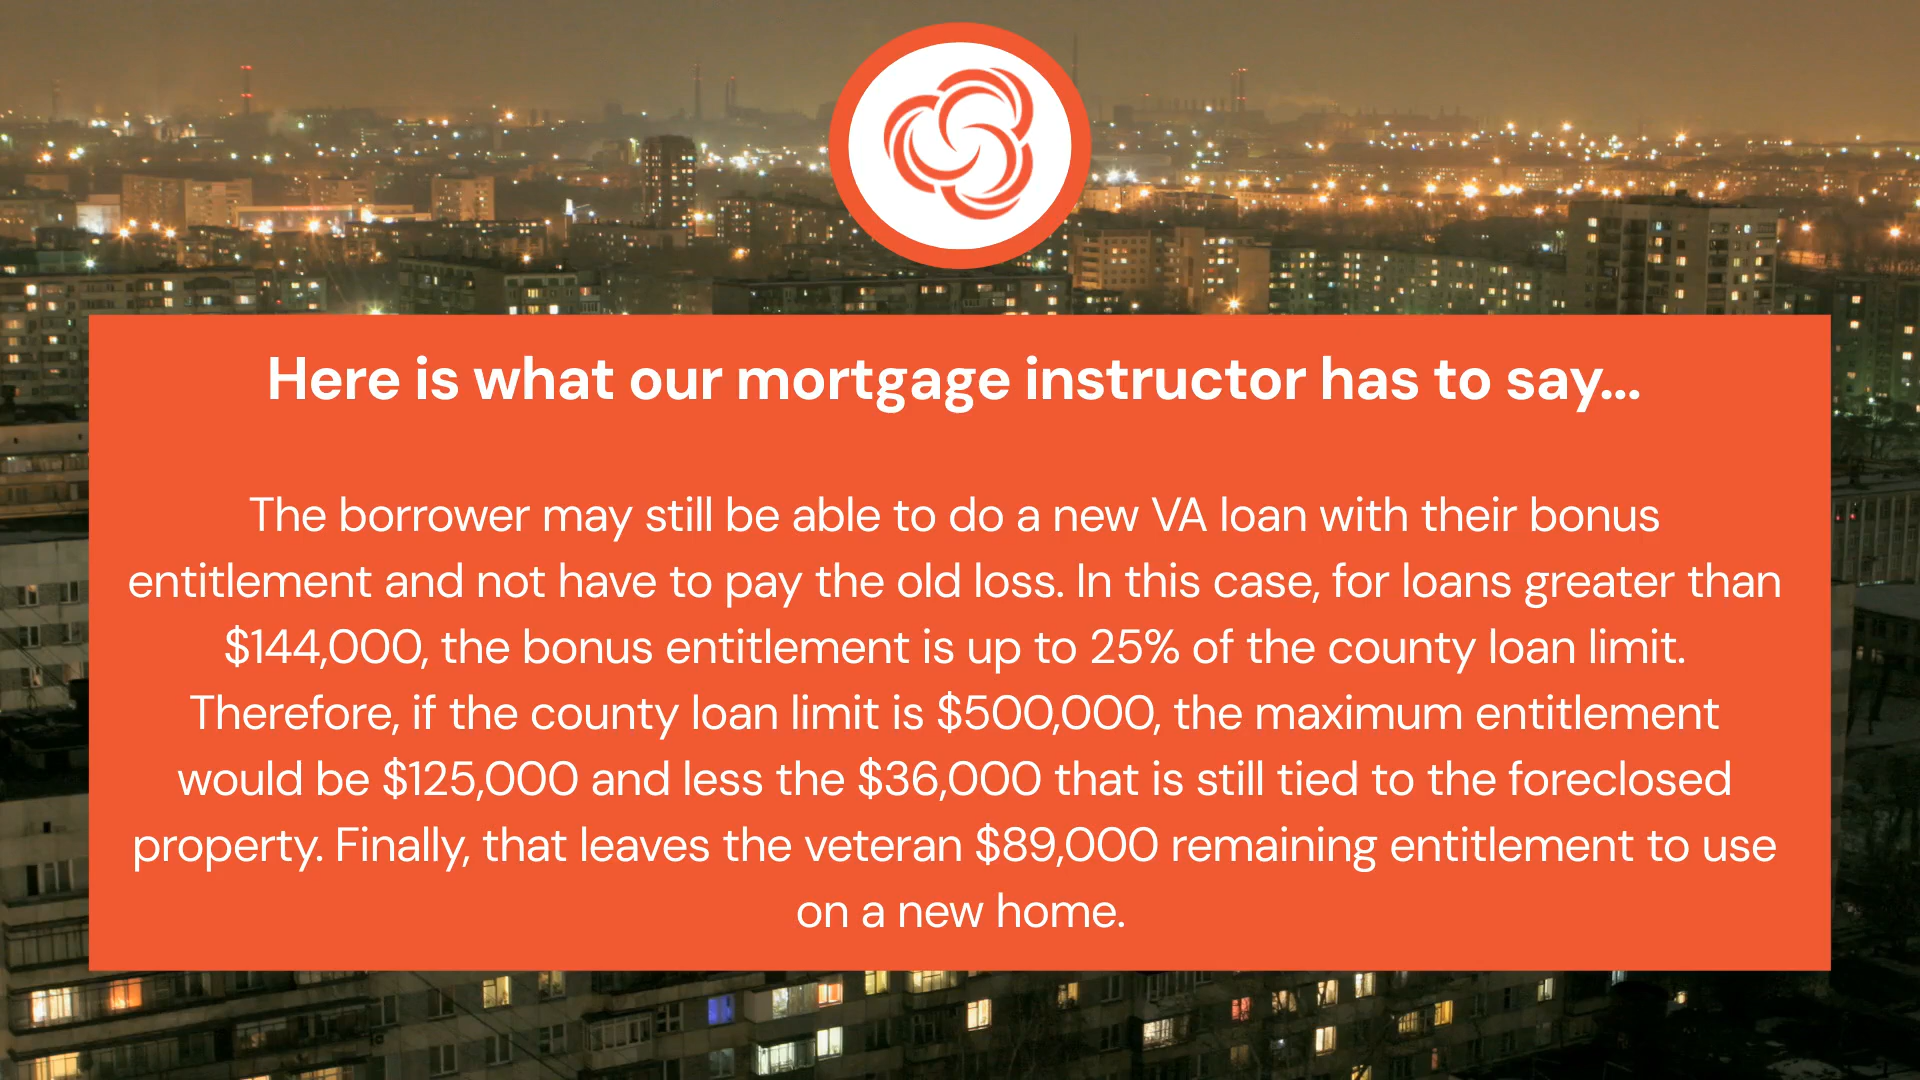 Here is what our mortgage instructor has to say...
The borrower may still be able to do a new VA loan with their bonus
entitlement and not have to pay the old loss. In this case, for loans greater than
$144,000, the bonus entitlement is up to 25% of the county loan limit.
Therefore, if the county loan limit is $500,000, the maximum entitlement
would be $125,000 and less the $36,000 that is still tied to the foreclosed
property. Finally, that leaves the veteran $89,000 remaining entitlement to use
on a new home.